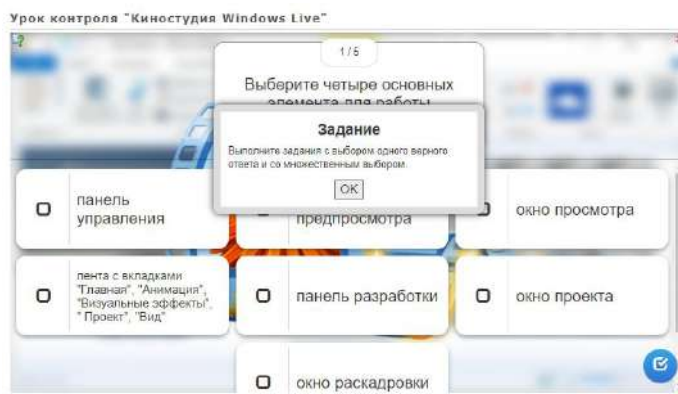 Урок контроля "Киностудия Windows Live"
1/5
Выберите четыре основных
элемента для работы
Задание
Выполните задания с выбором одного верного
ответа и со множественным выбором.
OK
панель
управления
предпросмотра
окно просмотра
лента с вкладками
"Главная", "Анимация",
"Визуальные эффекты",
" Проект", "Вид"
панель разработки
окно проекта
окно раскадровки